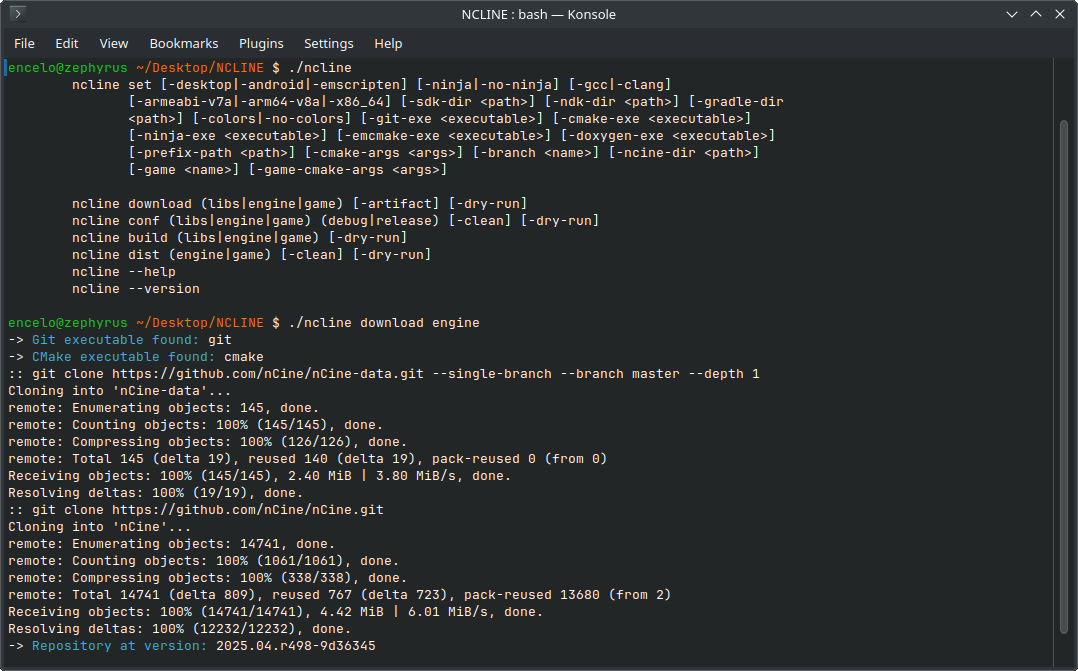 NCLINE : bash — Konsole
File Edit View Bookmarks Plugins Settings Help
encelo@zephyrus ~/Desktop/NCLINE $ ./ncline
ncline set [-desktop|-android|-emscripten] [-ninja|-no-ninja] [-gcc|-clang]
[-armeabi-v7a|-arm64-v8a|-x86_64] [-sdk-dir <path>] [-ndk-dir <path>] [-gradle-dir
<path>] [-colors|-no-colors] [-git-exe <executable>] [-cmake-exe <executable>]
[-ninja-exe <executable>] [-emcmake-exe <executable>] [-doxygen-exe <executable>]
[-prefix-path <path>] [-cmake-args <args>] [-branch <name>] [-ncine-dir <path>]
[-game <name>] [-game-cmake-args <args>]
ncline download (libs|engine|game) [-artifact] [-dry-run]
ncline conf (libs|engine|game) (debug|release) [-clean] [-dry-run]
ncline build (libs|engine|game) [-dry-run]
ncline dist (engine|game) [-clean] [-dry-run]
ncline --help
ncline --version
encelo@zephyrus ~/Desktop/NCLINE $ ./ncline download engine
-> Git executable found: git
-> CMake executable found: cmake
:: git clone https://github.com/nCine/nCine-data.git --single-branch --branch master --depth 1
Cloning into 'nCine-data'...
remote: Enumerating objects: 145, done.
remote: Counting objects: 100% (145/145), done.
remote: Compressing objects: 100% (126/126), done.
remote: Total 145 (delta 19), reused 140 (delta 19), pack-reused 0 (from 0)
Receiving objects: 100% (145/145), 2.40 MiB | 3.80 MiB/s, done.
Resolving deltas: 100% (19/19), done.
:: git clone https://github.com/nCine/nCine.git
Cloning into 'nCine'...
remote: Enumerating objects: 14741, done.
remote: Counting objects: 100% (1061/1061), done.
remote: Compressing objects: 100% (338/338), done.
remote: Total 14741 (delta 809), reused 767 (delta 723), pack-reused 13680 (from 2)
Receiving objects: 100% (14741/14741), 4.42 MiB | 6.01 MiB/s, done.
Resolving deltas: 100% (12232/12232), done.
-> Repository at version: 2025.04.r498-9d36345